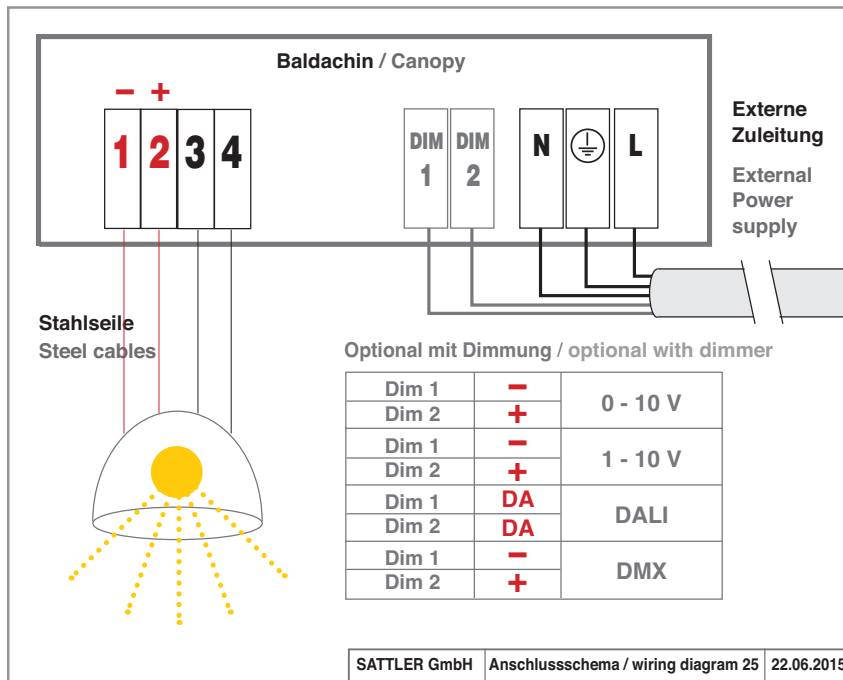 Baldachin / Canopy
− +
1 2 3 4
DIM 1 DIM 2 N L
Externe
Zuleitung
External
Power
supply
Stahlseile
Steel cables
Optional mit Dimmung / optional with dimmer
Dim 1 − 0 - 10 V
Dim 2 +
Dim 1 − 1 - 10 V
Dim 2 +
Dim 1 DA DALI
Dim 2 DA
Dim 1 − DMX
Dim 2 +
SATTLER GmbH Anschlussschema / wiring diagram 25 22.06.2015